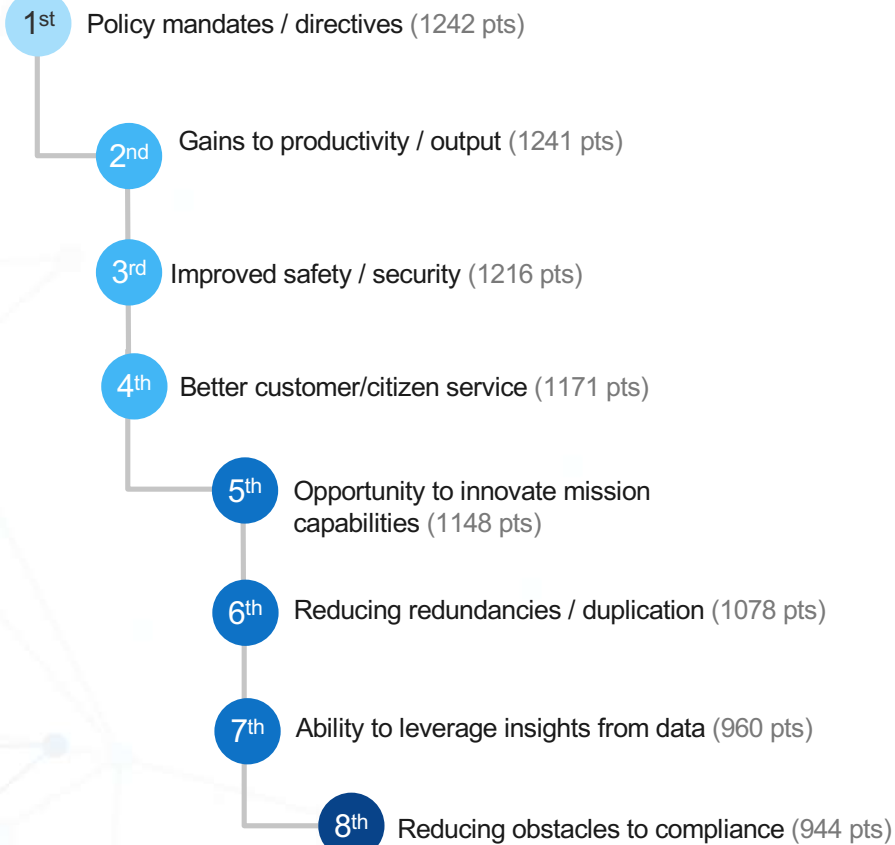 1st Policy mandates / directives (1242 pts)
2nd Gains to productivity / output (1241 pts)
3rd Improved safety / security (1216 pts)
4th Better customer/citizen service (1171 pts)
5th Opportunity to innovate mission
capabilities (1148 pts)
6th Reducing redundancies / duplication (1078 pts)
7th Ability to leverage insights from data (960 pts)
8th Reducing obstacles to compliance (944 pts)